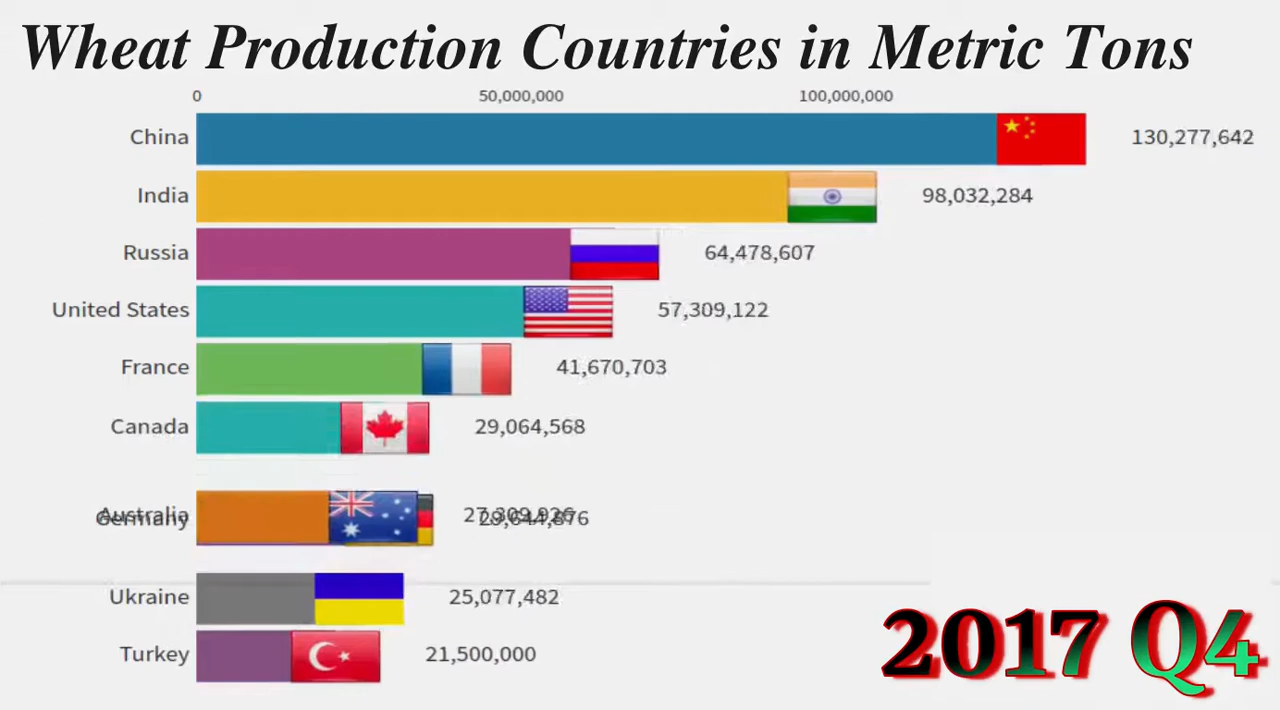 Wheat Production Countries in Metric Tons
0 50,000,000 100,000,000
China 130,277,642
India 98,032,284
Russia 64,478,607
United States 57,309,122
France 41,670,703
Canada 29,064,568
Australia
Germany
Ukraine 25,077,482
Turkey 21,500,000
2017 Q4